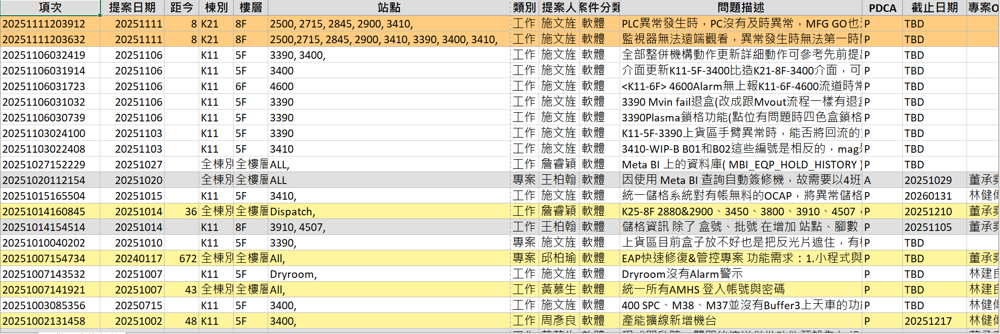 項次 提案日期 距今 棟別 樓層 站點 類別 提案人 案件分類 問題描述 PDCA 截止日期 專案O
20251111203912 20251111 8 K21 8F 2500, 2715, 2845, 2900, 3410, 工作 施文旌 軟體 PLC異常發生時，PC沒有及時異常，MFG GO也 P TBD
20251111203632 20251111 8 K21 8F 2500,2715, 2845, 2900, 3410, 3390, 3400, 3410, 工作 施文旌 軟體 監視器無法遠端觀看，異常發生時無法第一時 P TBD
20251106032419 20251106 K11 5F 3390, 3400, 工作 施文旌 軟體 全部整併機構動作更新詳細動作可參考先前提 P TBD
20251106031914 20251106 K11 5F 3400 工作 施文旌 軟體 介面更新K11-5F-3400比造K21-8F-3400介面，可 P TBD
20251106031723 20251106 K11 6F 4600 工作 施文旌 軟體 <K11-6F> 4600Alarm無上報K11-6F-4600流道時常 P TBD
20251106031032 20251106 K11 5F 3390 工作 施文旌 軟體 3390 Mvin fail退盒(改成跟Mvout流程一樣有退盒 P TBD
20251106030739 20251106 K11 5F 3390 工作 施文旌 軟體 3390Plasma鎖格功能(點位有問題時四色盒鎖格 P TBD
20251103024100 20251103 K11 5F 3390 工作 施文旌 軟體 K11-5F-3390上貨區手臂異常時，能否將回流的 P TBD
20251103022408 20251103 K11 5F 3410 工作 施文旌 軟體 3410-WIP-B B01和B02這些編號是相反的，mag P TBD
20251027152229 20251027 全棟別 全樓層 ALL, 工作 詹睿穎 軟體 Meta BI 上的資料庫( MBI_EQP_HOLD_HISTORY ) P TBD
20251020112154 20251020 全棟別 全樓層 ALL 專案 王柏翰 軟體 因使用 Meta BI 查詢自動簽修機，故需要以4班 A 20251029 董承堯
20251015165504 20251015 K11 5F 3410, 工作 施文旌 軟體 統一儲格系統對有帳無料的OCAP，將異常儲格 P 20260131 林健偉
20251014160845 20251014 36 全棟別 全樓層 Dispatch, 工作 詹睿穎 軟體 K25-8F 2880&2900、3450、3800、3910、4507， P 20251210 董承堯
20251014154514 20251014 K11 8F 3910, 4507, 工作 王柏翰 軟體 儲格資訊 除了 盒號、批號 在增加 站點、腳數 P 20251105 董承堯
20251010040202 20251010 K11 5F 3390, 專案 施文旌 軟體 上貨區目前盒子放不好也是把反光片遮住，有 P TBD
20251007154734 20240117 672 全棟別 全樓層 All, 專案 邱柏瑜 軟體 EAP快速修復&管控專案 功能需求：1.小程式與 P TBD 董承堯
20251007143532 20251007 K11 5F Dryroom, 工作 施文旌 軟體 Dryroom沒有Alarm警示 P TBD 林建良
20251007141921 20251007 43 全棟別 全樓層 All, 工作 黃慕生 軟體 統一所有AMHS 登入帳號與密碼 P TBD 林建良
20251003085356 20250715 K11 5F 3400, 工作 施文旌 軟體 400 SPC、M38、M37並沒有Buffer3上天車的功 P TBD 林健偉
20251002131458 20251002 48 K11 5F 3400, 工作 周彥良 軟體 產能擴線新增機台 P 20251217 林健偉